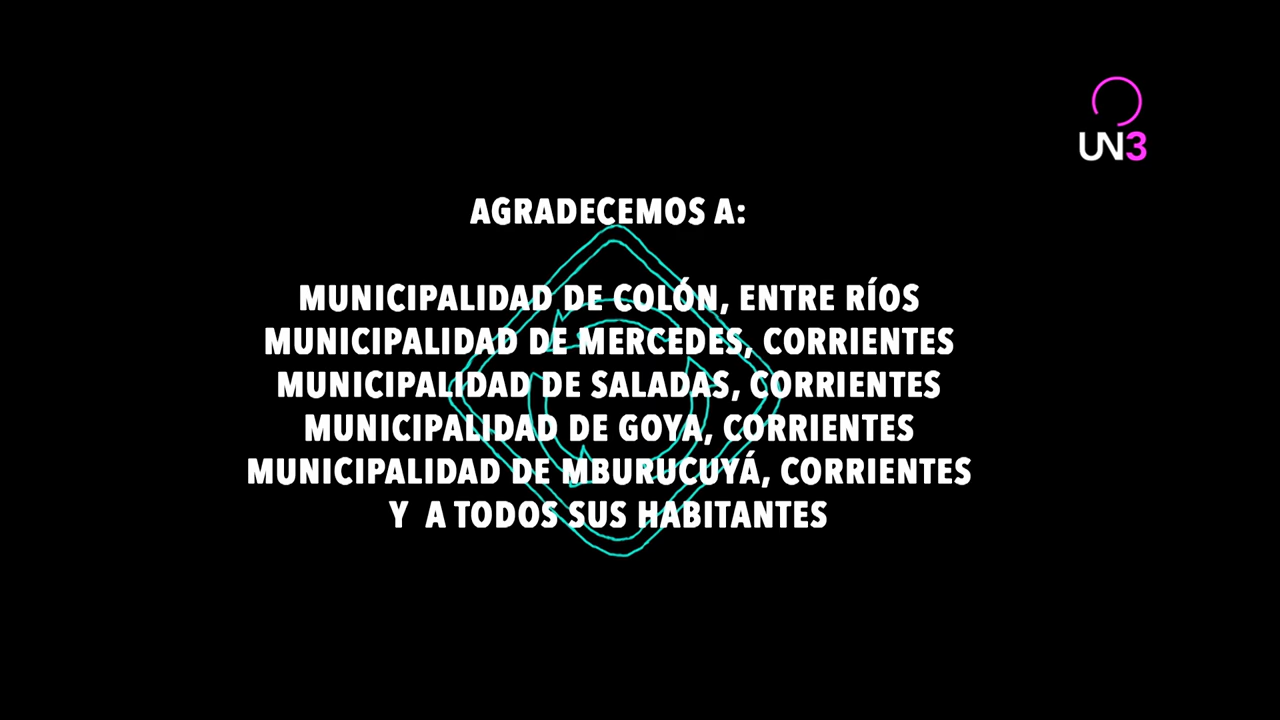 UN3
AGRADECEMOS A:
MUNICIPALIDAD DE COLÓN, ENTRE RÍOS
MUNICIPALIDAD DE MERCEDES, CORRIENTES
MUNICIPALIDAD DE SALADAS, CORRIENTES
MUNICIPALIDAD DE GOYA, CORRIENTES
MUNICIPALIDAD DE MBURUCUYÁ, CORRIENTES
Y A TODOS SUS HABITANTES